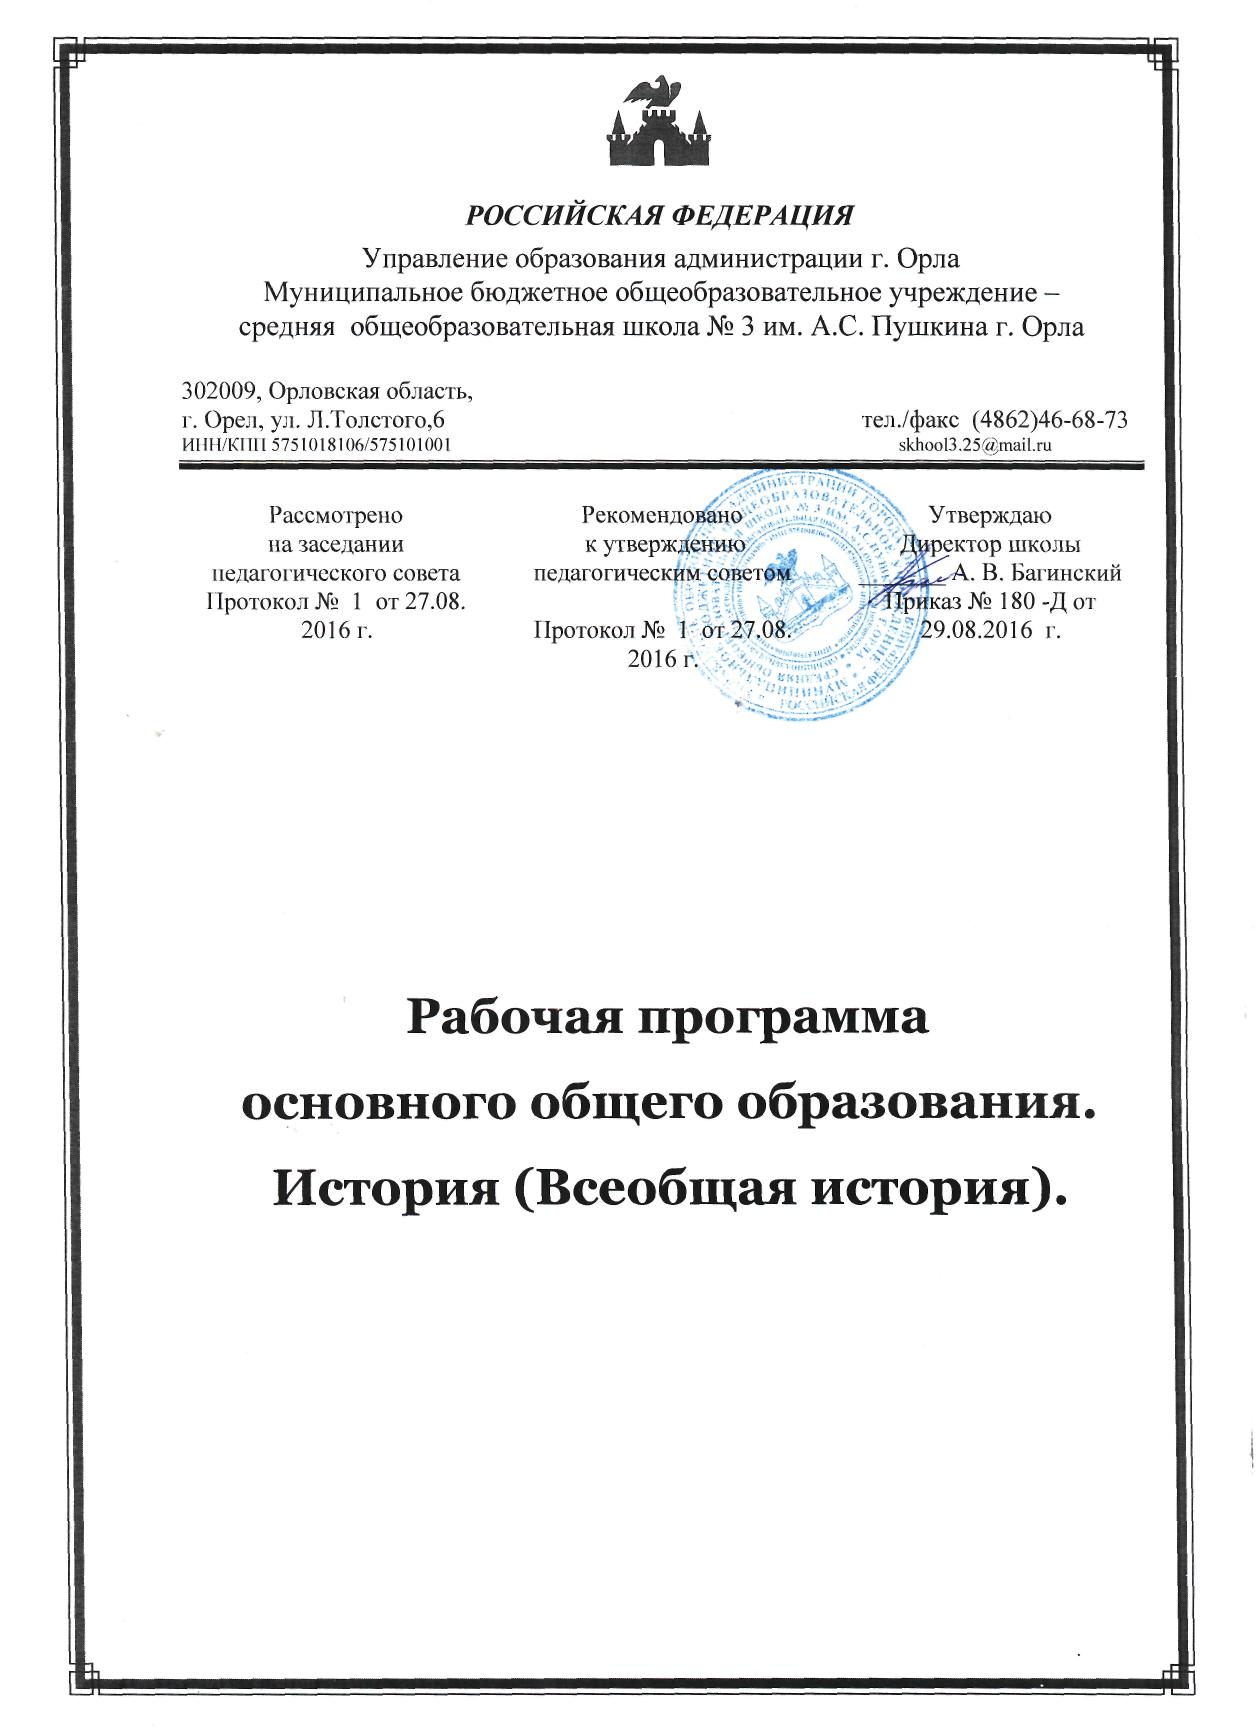 РОССИЙСКАЯ ФЕДЕРАЦИЯ
Управление образования администрации г. Орла
Муниципальное бюджетное общеобразовательное учреждение –
средняя общеобразовательная школа № 3 им. А.С. Пушкина г. Орла
302009, Орловская область,
г. Орел, ул. Л.Толстого,6
тел./факс (4862)46-68-73
ИНН/КПП 5751018106/575101001
skhool3.25@mail.ru
Рассмотрено
на заседании
педагогического совета
Протокол № 1 от 27.08.
2016 г.
Рекомендовано
к утверждению
педагогическим советом
Протокол № 1 от 27.08.
2016 г.
Утверждаю
Директор школы
А. В. Багинский
Приказ № 180 -Д от
29.08.2016 г.
Рабочая программа
основного общего образования.
История (Всеобщая история).